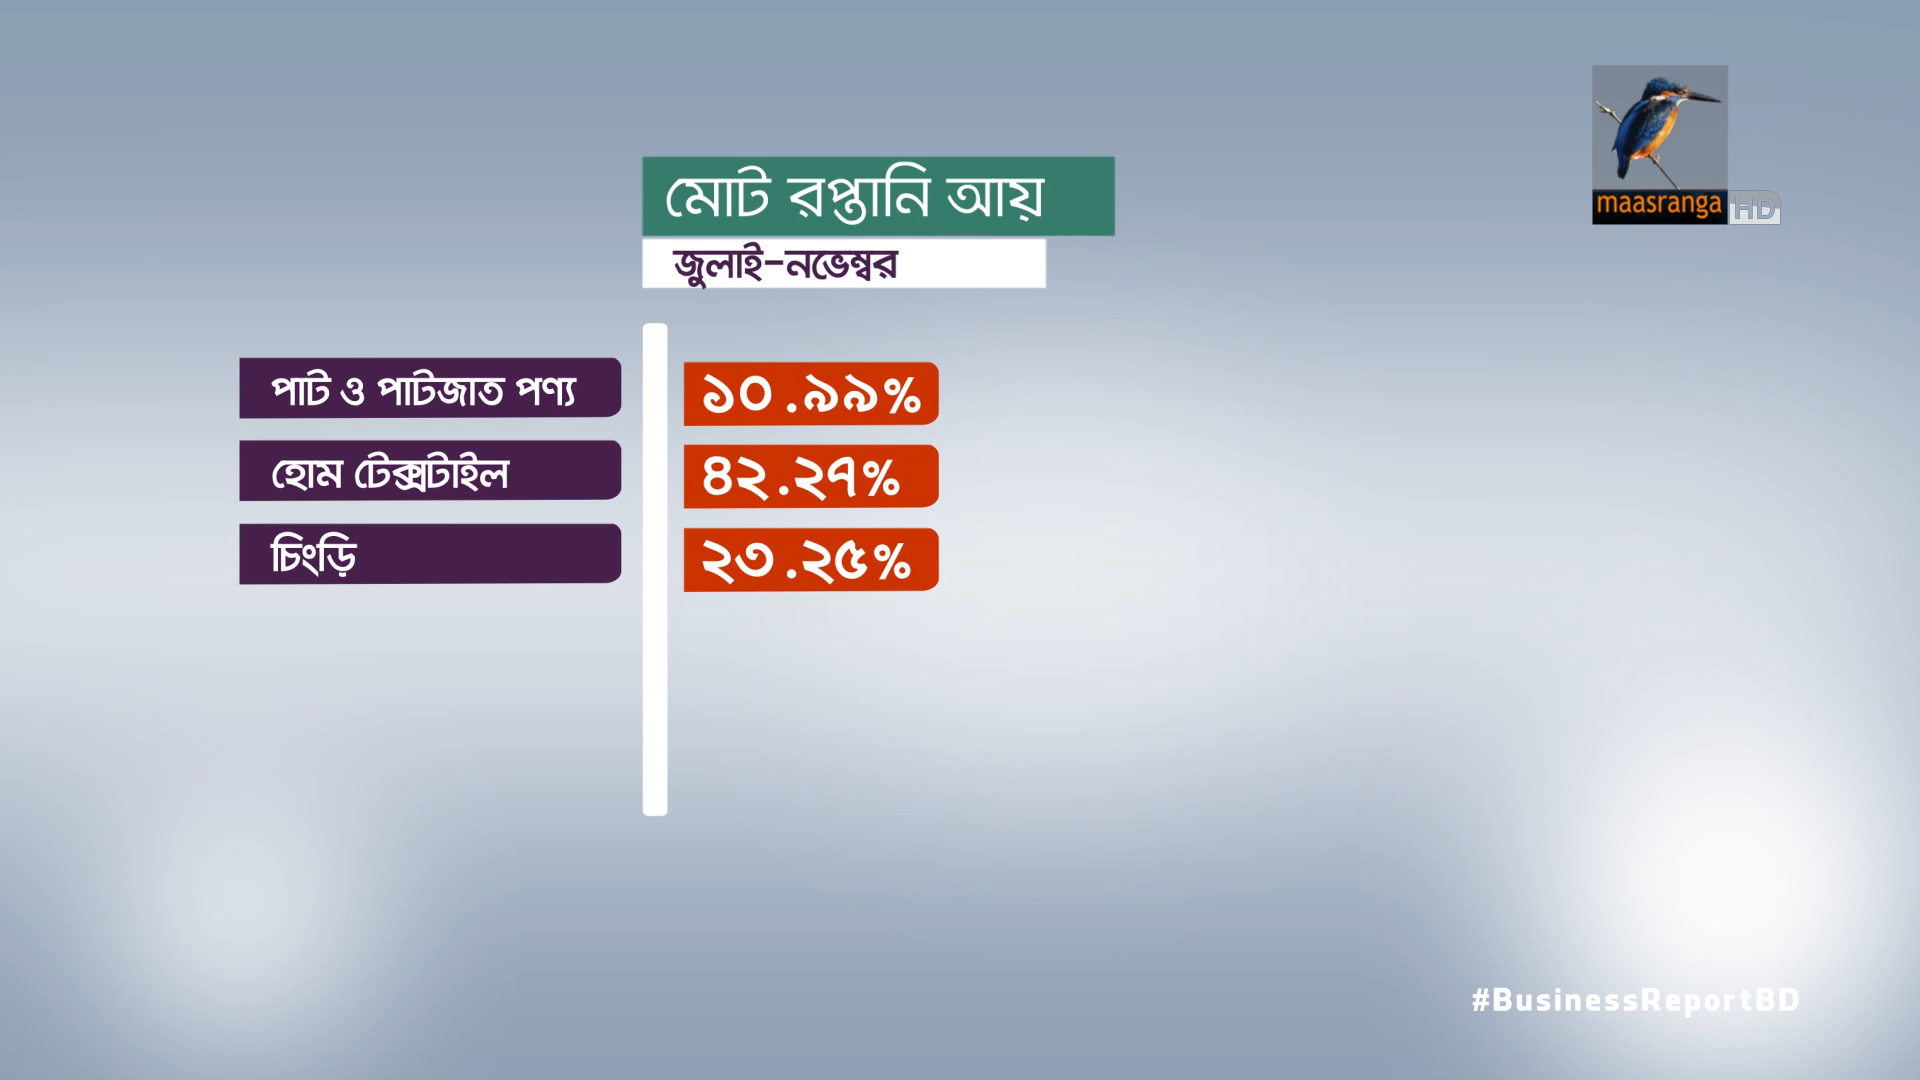 maasranga HD
মোট রপ্তানি আয়
জুলাই-নভেম্বর
পাট ও পাটজাত পণ্য ১০.৯৯%
হোম টেক্সটাইল ৪২.২৭%
চিংড়ি ২৩.২৫%
#BusinessReportBD